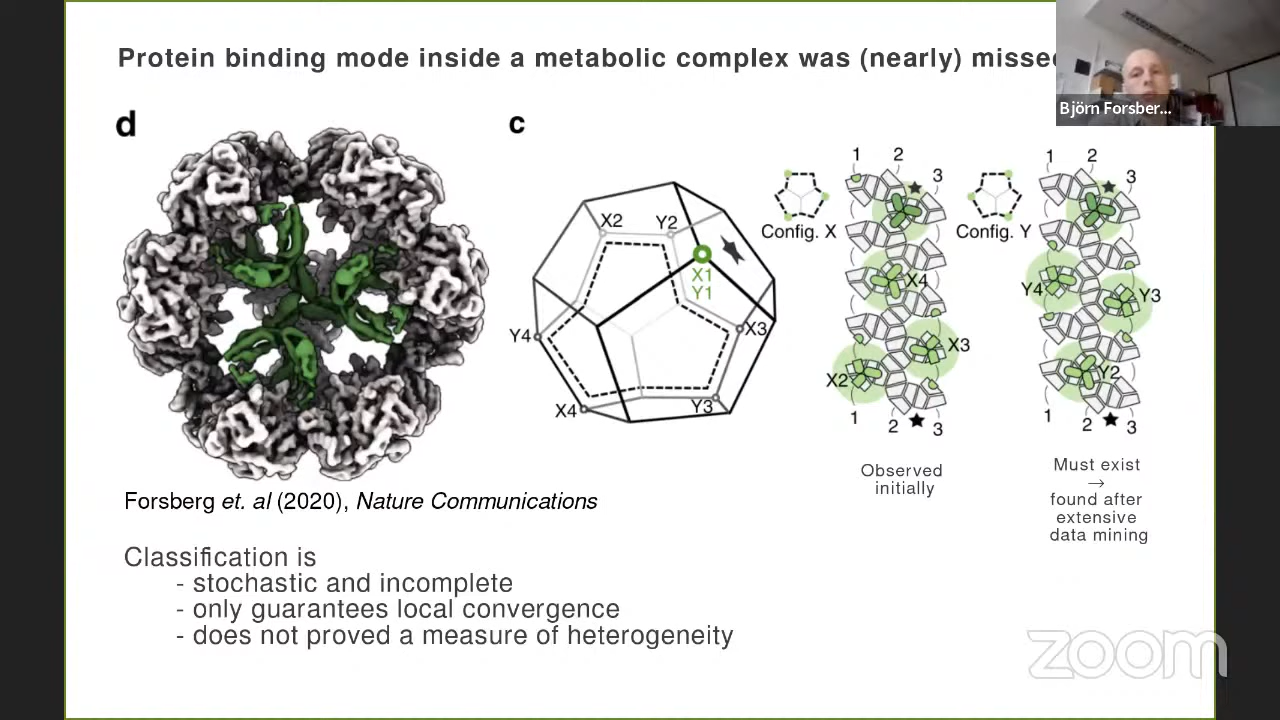 Protein binding mode inside a metabolic complex was (nearly) missed
Björn Forsber...
d
c
X2
Y2
X1
Y1
X3
Y4
X4
Y3
Config. X
1
2
3
X4
X3
X2
1
2
3
Config. Y
1
2
3
Y4
Y3
Y2
1
2
3
Observed
initially
Must exist
→
found after
extensive
data mining
Forsberg et. al (2020), Nature Communications
Classification is
- stochastic and incomplete
- only guarantees local convergence
- does not proved a measure of heterogeneity
zoom